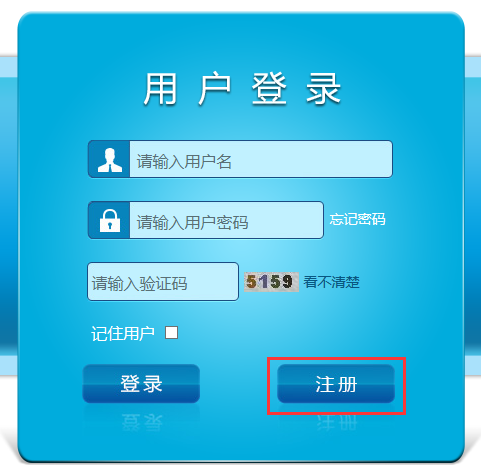 用户登录
请输入用户名
请输入用户密码 忘记密码
请输入验证码 5159 看不清楚
记住用户
登录 注册